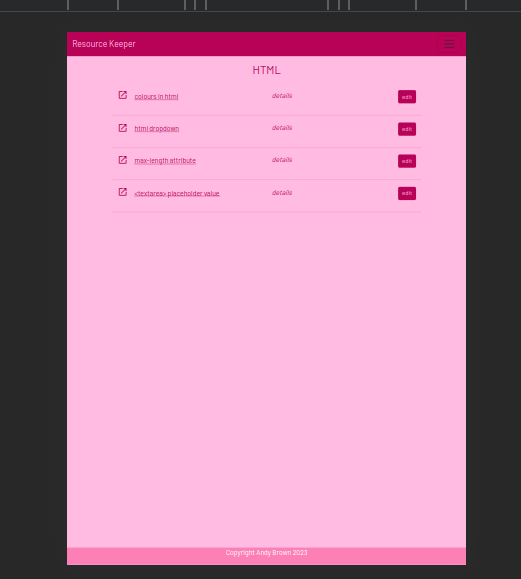 Resource Keeper
HTML
colours in html details edit
html dropdown details edit
max-length attribute details edit
<textarea> placeholder value details edit
Copyright Andy Brown 2023